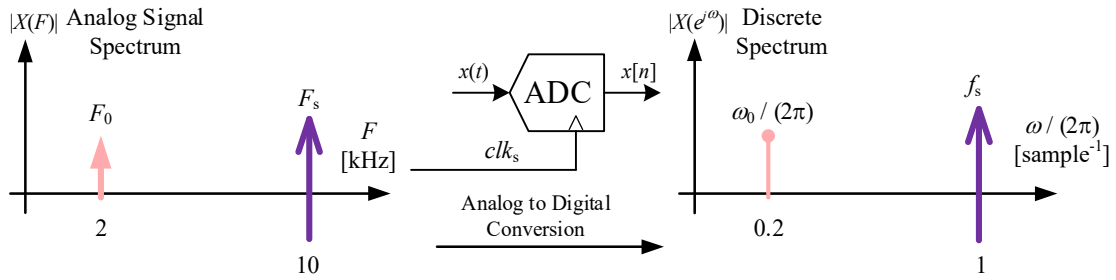 |X(F)|
Analog Signal
Spectrum
F₀
Fₛ
F
[kHz]
2
10
x(t)
ADC
x[n]
clkₛ
Analog to Digital
Conversion
|X(e^{jω})|
Discrete
Spectrum
ω₀ / (2π)
fₛ
ω / (2π)
[sample⁻¹]
0.2
1